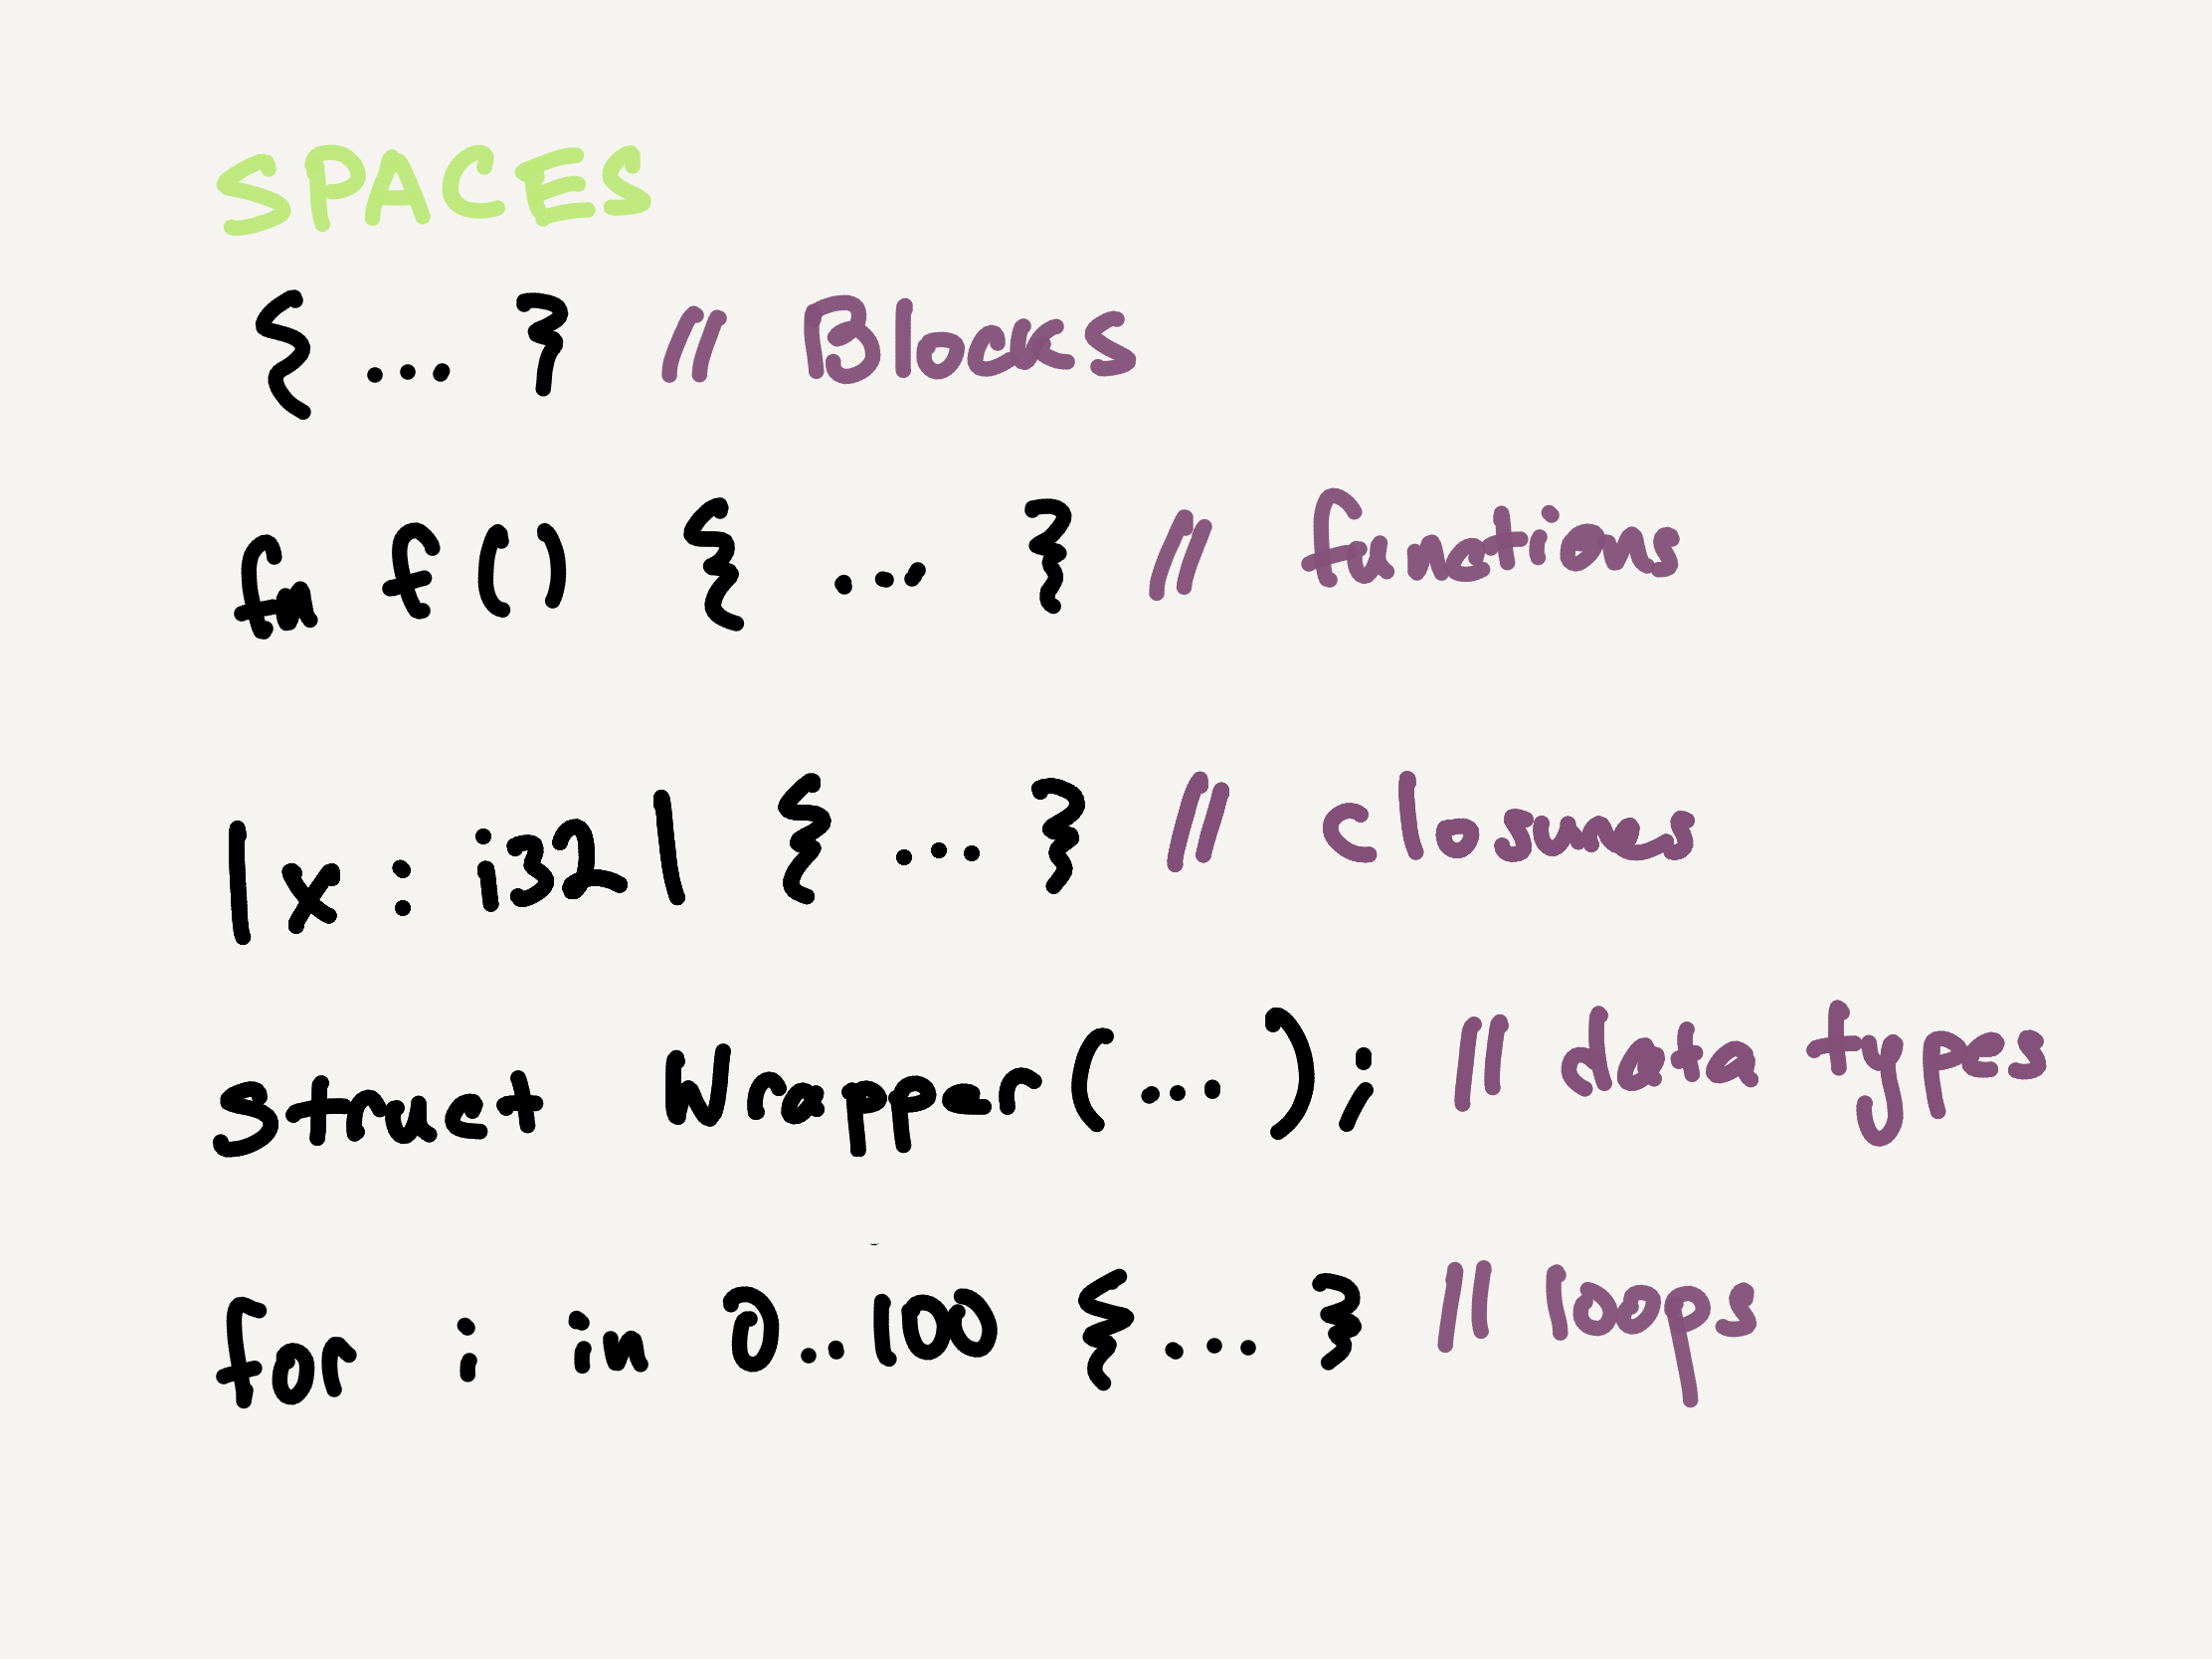 SPACES
{ ... } // Blocks
fn f() { ... } // functions
|x : i32| { ... } // closures
struct Wrapper( ... ); // data types
for i in 0..100 { ... } // loops